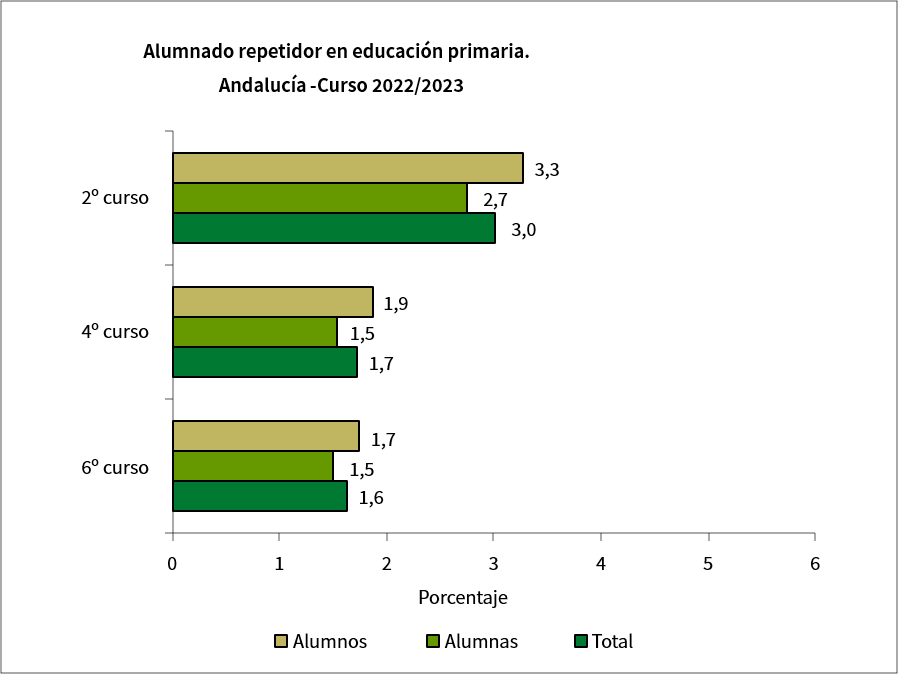 Alumnado repetidor en educación primaria.
Andalucía -Curso 2022/2023
2º curso
3,3
2,7
3,0
4º curso
1,9
1,5
1,7
6º curso
1,7
1,5
1,6
0 1 2 3 4 5 6
Porcentaje
Alumnos Alumnas Total